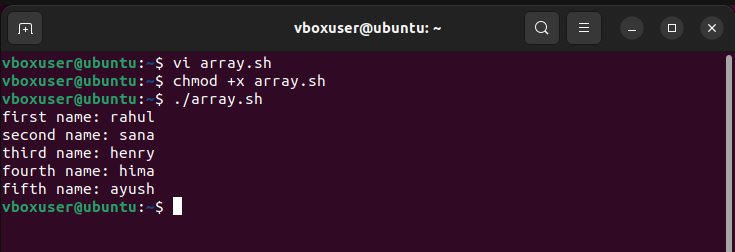 vboxuser@ubuntu: ~
vboxuser@ubuntu:~$ vi array.sh
vboxuser@ubuntu:~$ chmod +x array.sh
vboxuser@ubuntu:~$ ./array.sh
first name: rahul
second name: sana
third name: henry
fourth name: hima
fifth name: ayush
vboxuser@ubuntu:~$